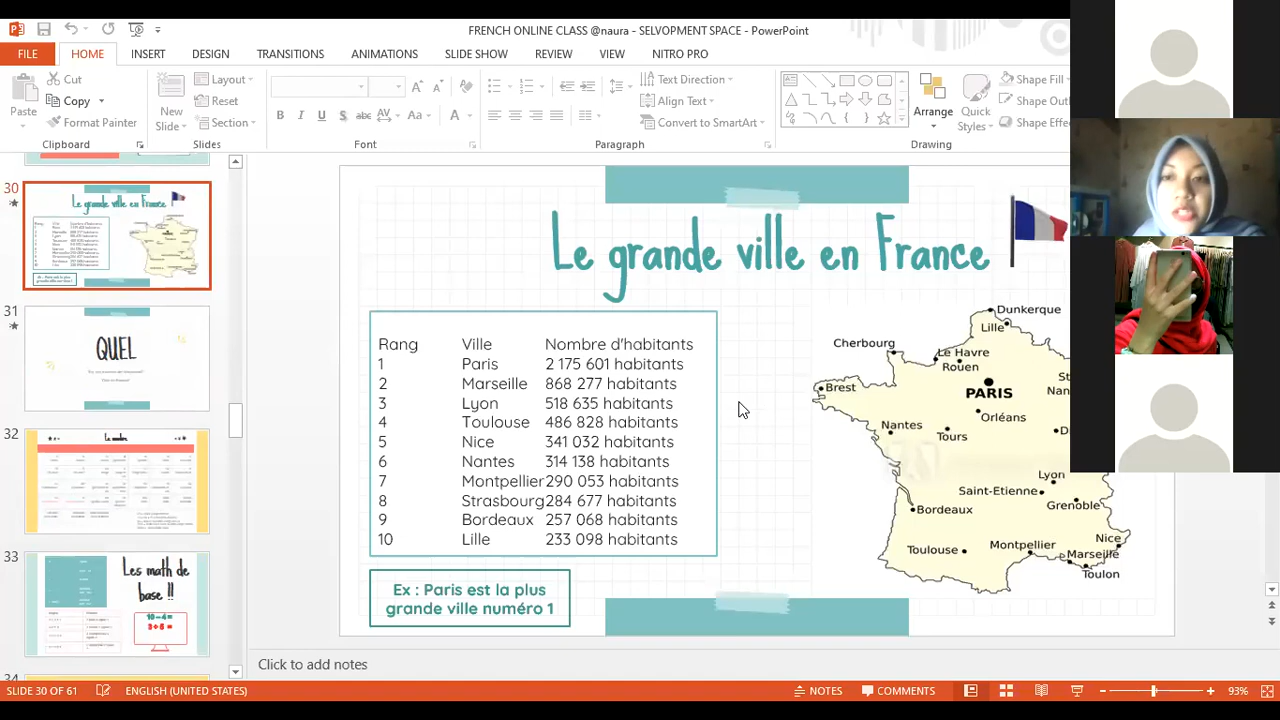 FRENCH ONLINE CLASS @naura - SELVOPMENT SPACE - PowerPoint
FILE HOME INSERT DESIGN TRANSITIONS ANIMATIONS SLIDE SHOW REVIEW VIEW NITRO PRO
Cut
Copy
Format Painter
Paste
Clipboard
New Slide
Layout
Reset
Section
Slides
Font
Text Direction
Align Text
Convert to SmartArt
Paragraph
Arrange
Quick Styles
Shape Fill
Shape Out
Shape Effe
Drawing
30
Le grande ville en France
31
QUEL
32
33
Les math de
base !!
10 - 4 =
34
Le grande ville en France
Rang Ville Nombre d'habitants
1 Paris 2 175 601 habitants
2 Marseille 868 277 habitants
3 Lyon 518 635 habitants
4 Toulouse 486 828 habitants
5 Nice 341 032 habitants
6 Nantes 314 138 habitants
7 Montpellier 290 053 habitants
8 Strasbourg 284 677 habitants
9 Bordeaux 257 068 habitants
10 Lille 233 098 habitants
Ex : Paris est la plus
grande ville numéro 1
Dunkerque
Lille
Cherbourg
Le Havre
Rouen
Brest
PARIS
Orléans
Nantes
Tours
Lyon
Saint-Etienne
Grenoble
Bordeaux
Toulouse
Montpellier
Nice
Marseille
Toulon
Click to add notes
SLIDE 30 OF 61 ENGLISH (UNITED STATES) NOTES COMMENTS 93%